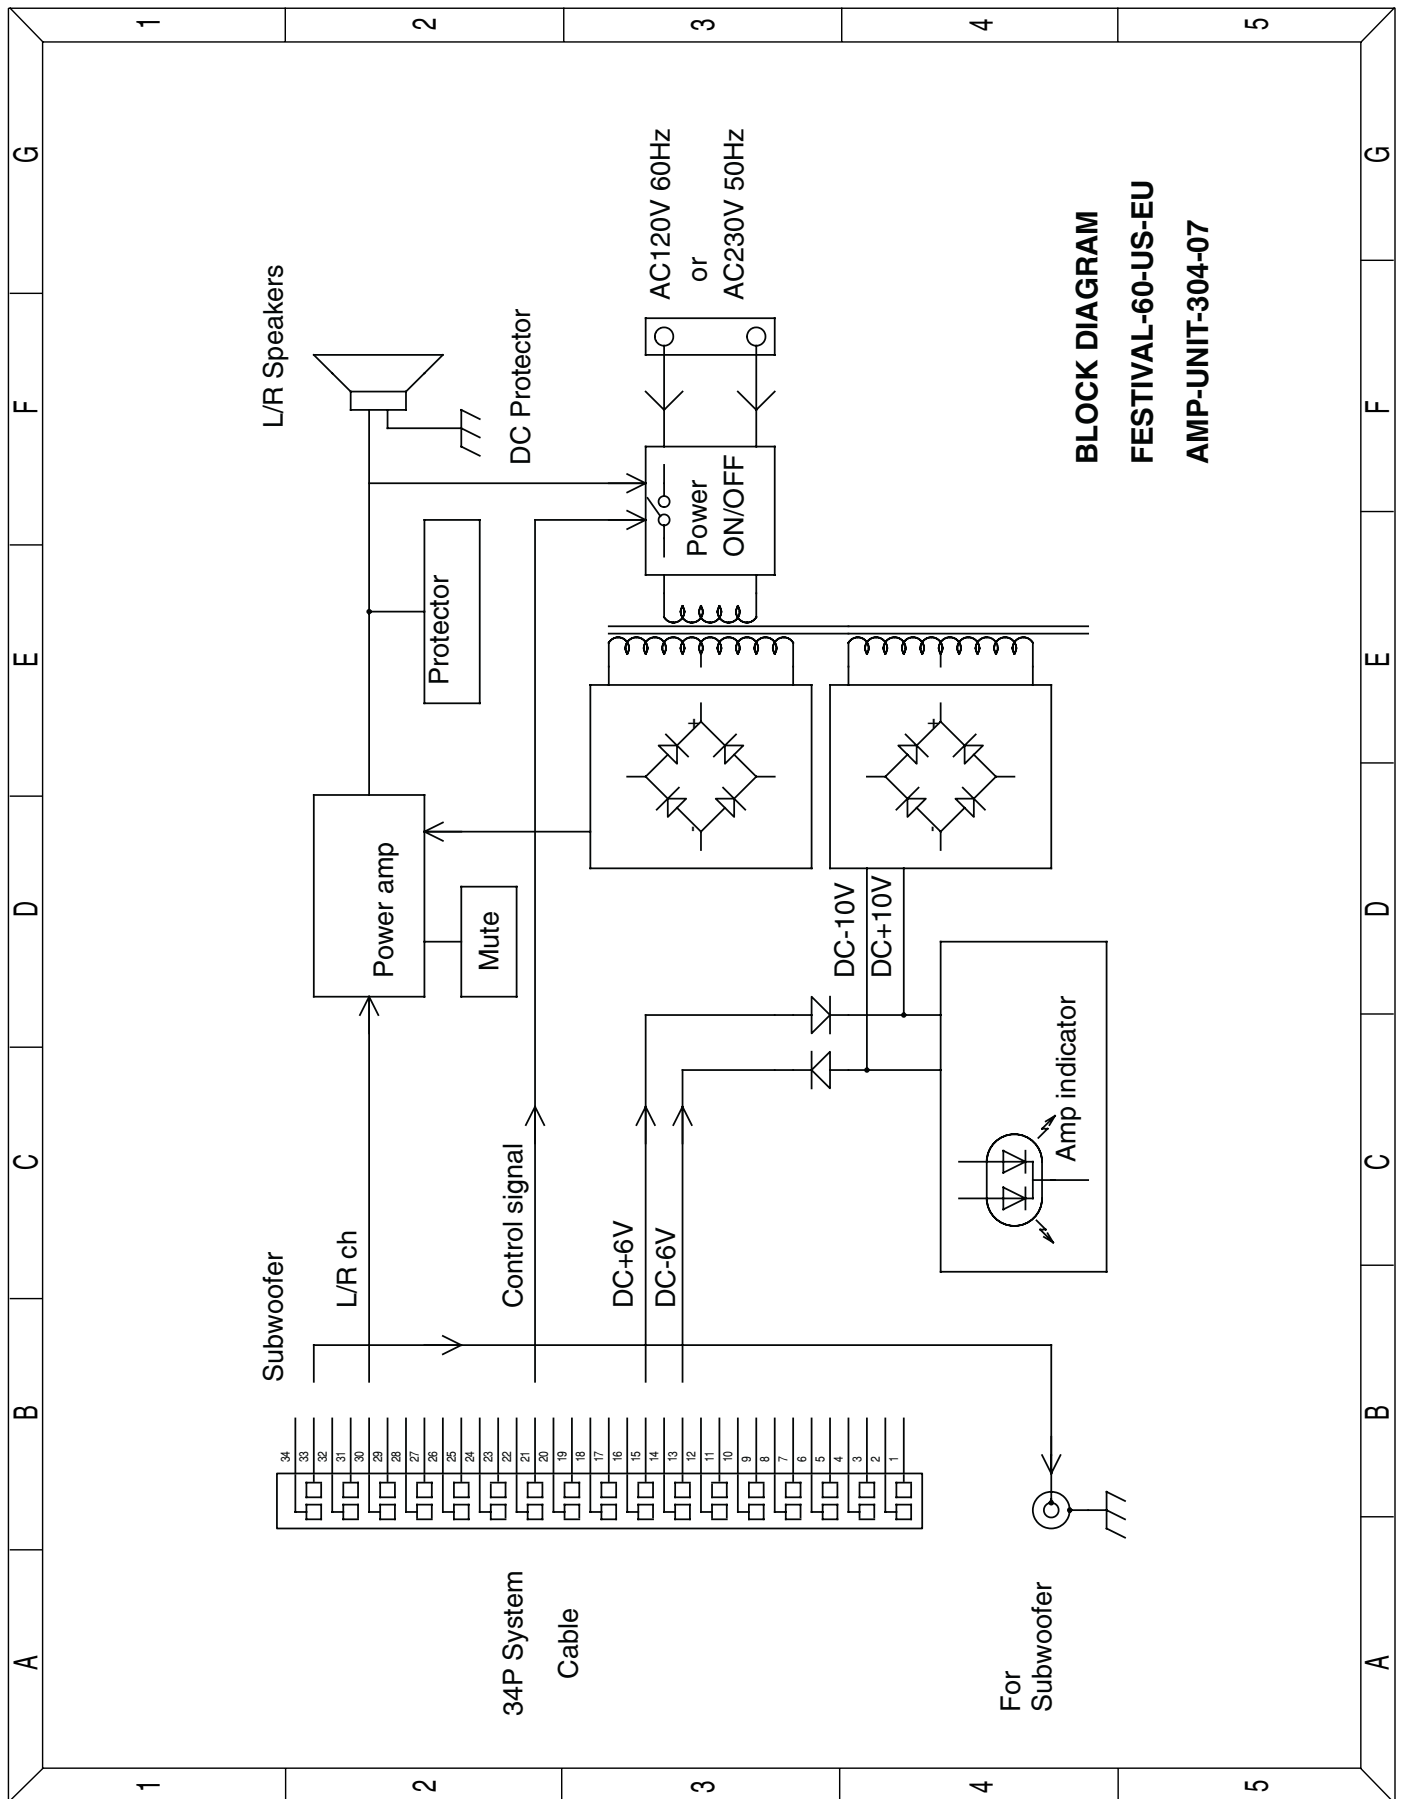 A
B
C
D
E
F
G
1
2
3
4
5
L/R Speakers
DC Protector
Protector
Power amp
Mute
Subwoofer
L/R ch
Control signal
DC+6V
DC-6V
AC120V 60Hz
or
AC230V 50Hz
Power
ON/OFF
+
-
+
-
DC-10V
DC+10V
Amp indicator
34P System
Cable
34
33
32
31
30
29
28
27
26
25
24
23
22
21
20
19
18
17
16
15
14
13
12
11
10
9
8
7
6
5
4
3
2
1
For
Subwoofer
BLOCK DIAGRAM
FESTIVAL-60-US-EU
AMP-UNIT-304-07
1
2
3
4
5
A
B
C
D
E
F
G